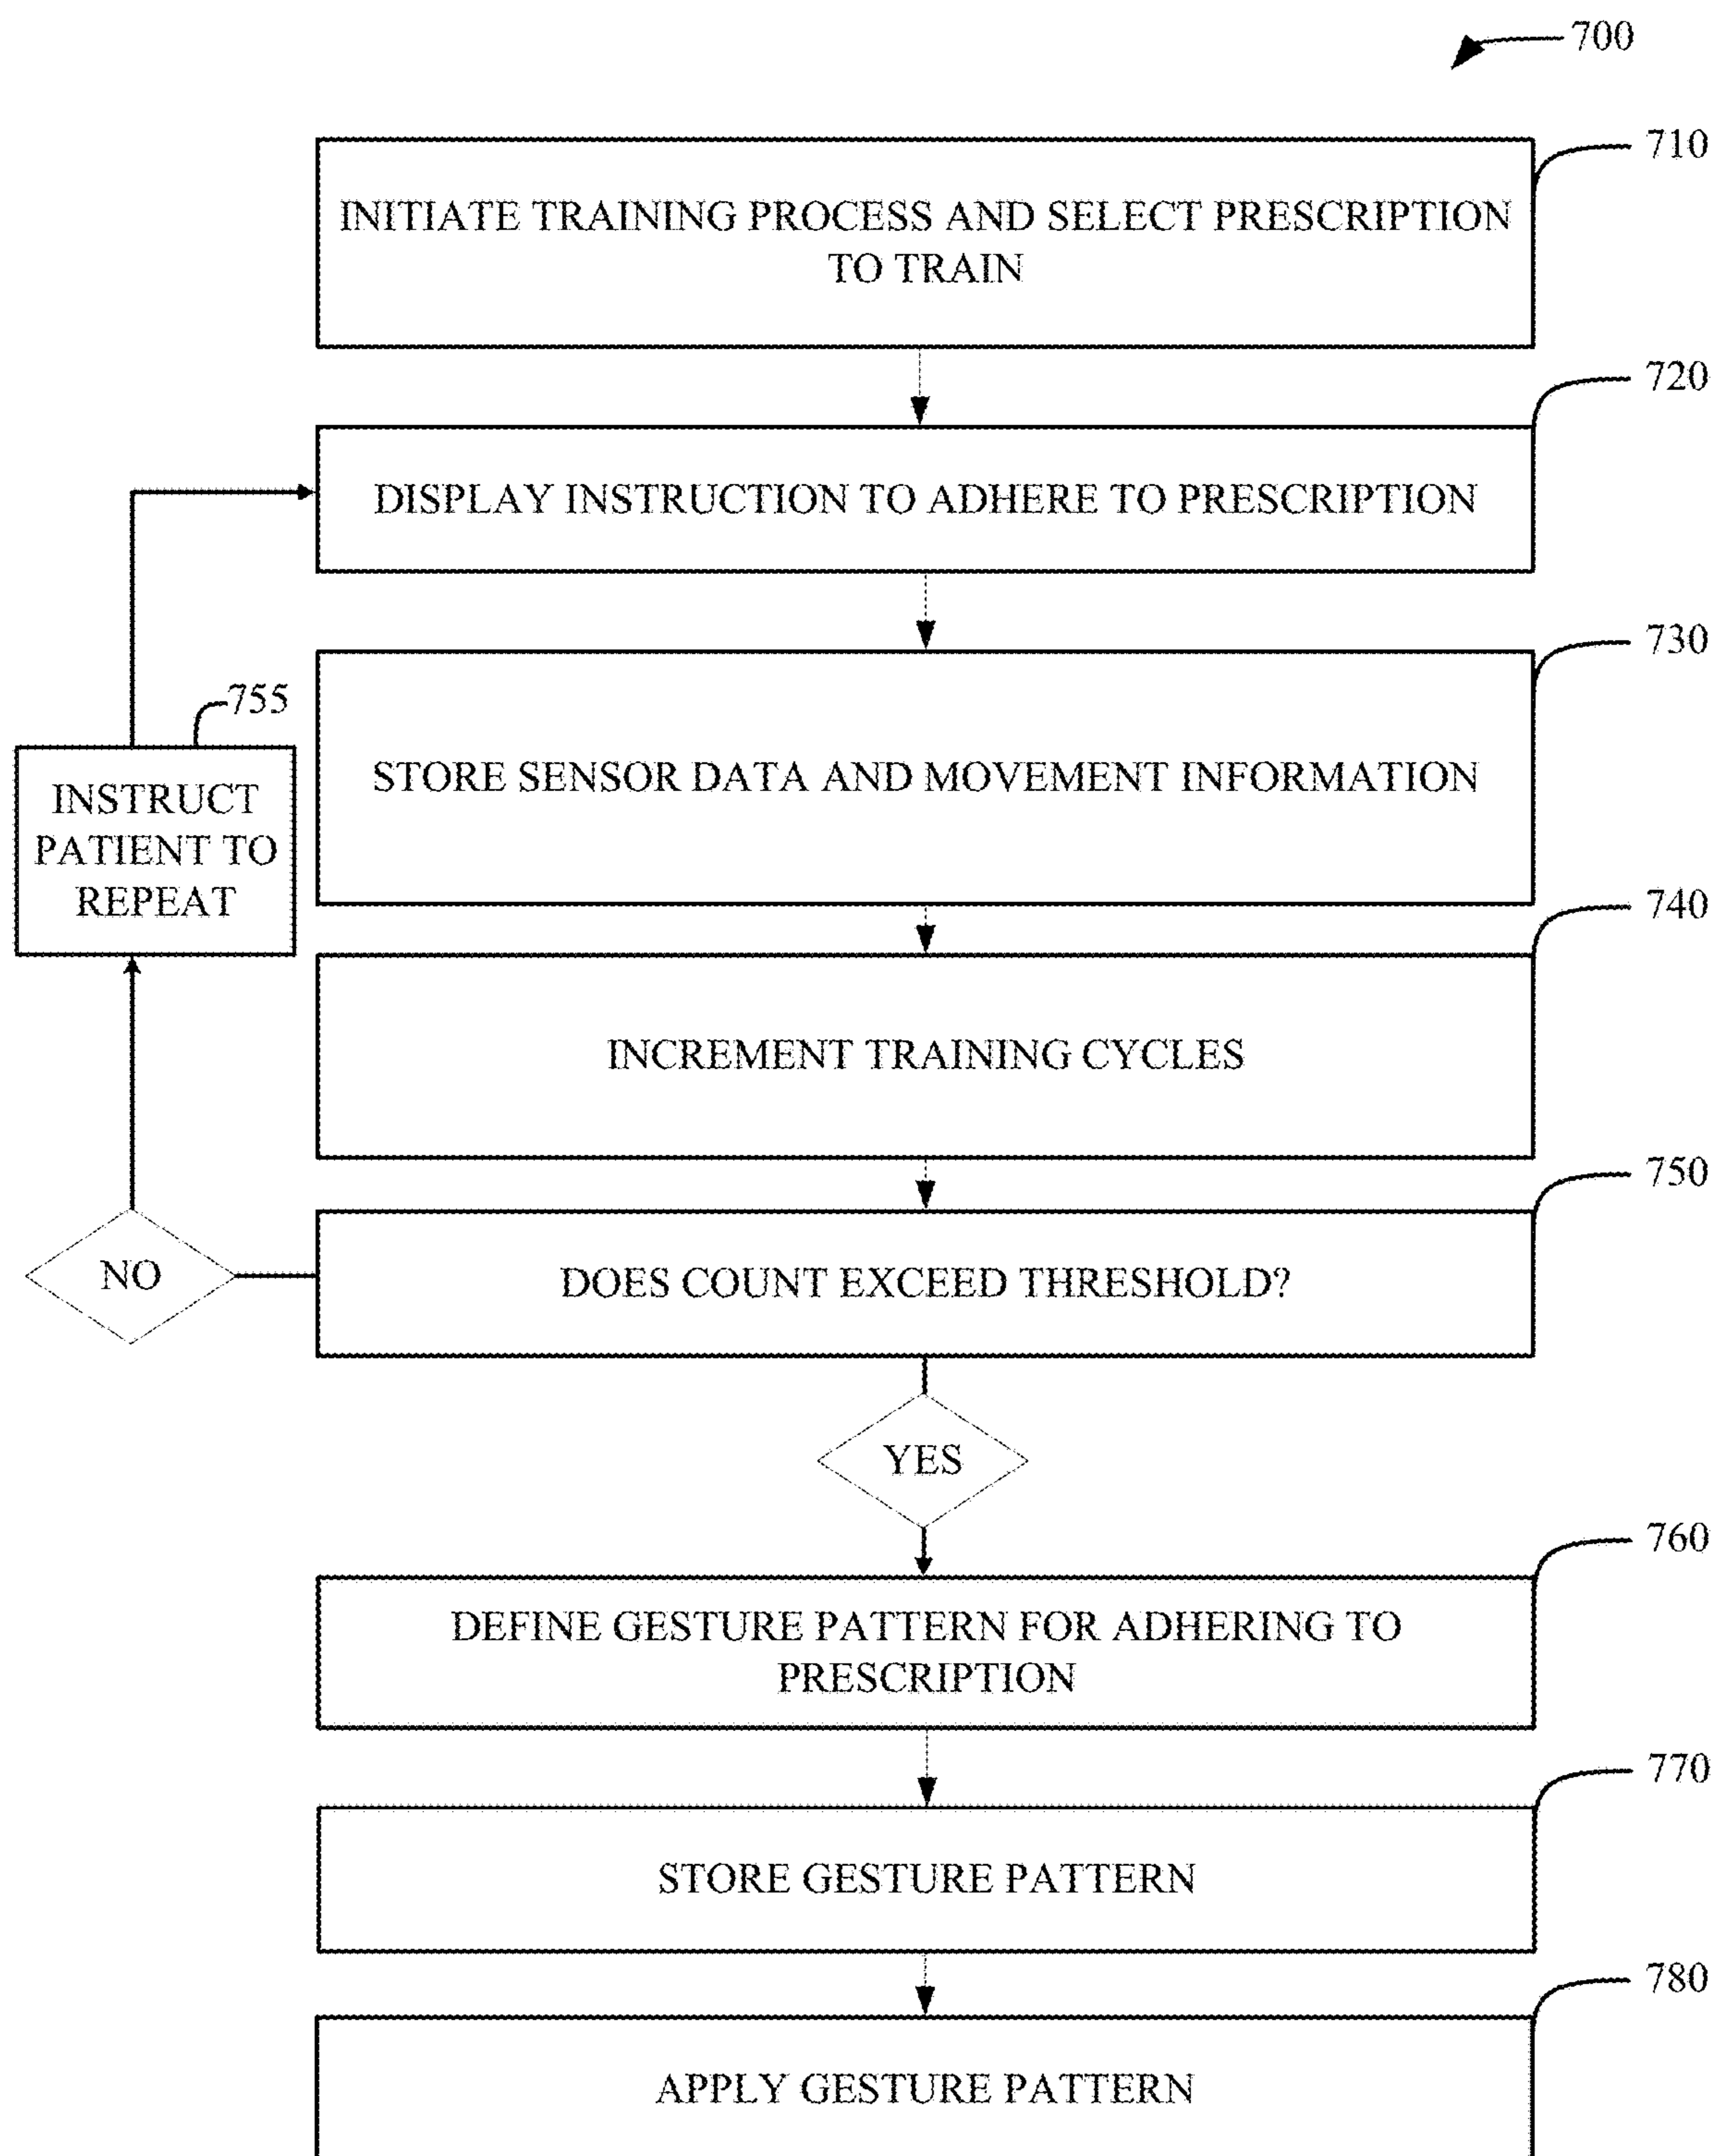 700
710
INITIATE TRAINING PROCESS AND SELECT PRESCRIPTION
TO TRAIN
720
DISPLAY INSTRUCTION TO ADHERE TO PRESCRIPTION
730
STORE SENSOR DATA AND MOVEMENT INFORMATION
755
INSTRUCT
PATIENT TO
REPEAT
740
INCREMENT TRAINING CYCLES
750
DOES COUNT EXCEED THRESHOLD?
NO
YES
760
DEFINE GESTURE PATTERN FOR ADHERING TO
PRESCRIPTION
770
STORE GESTURE PATTERN
780
APPLY GESTURE PATTERN